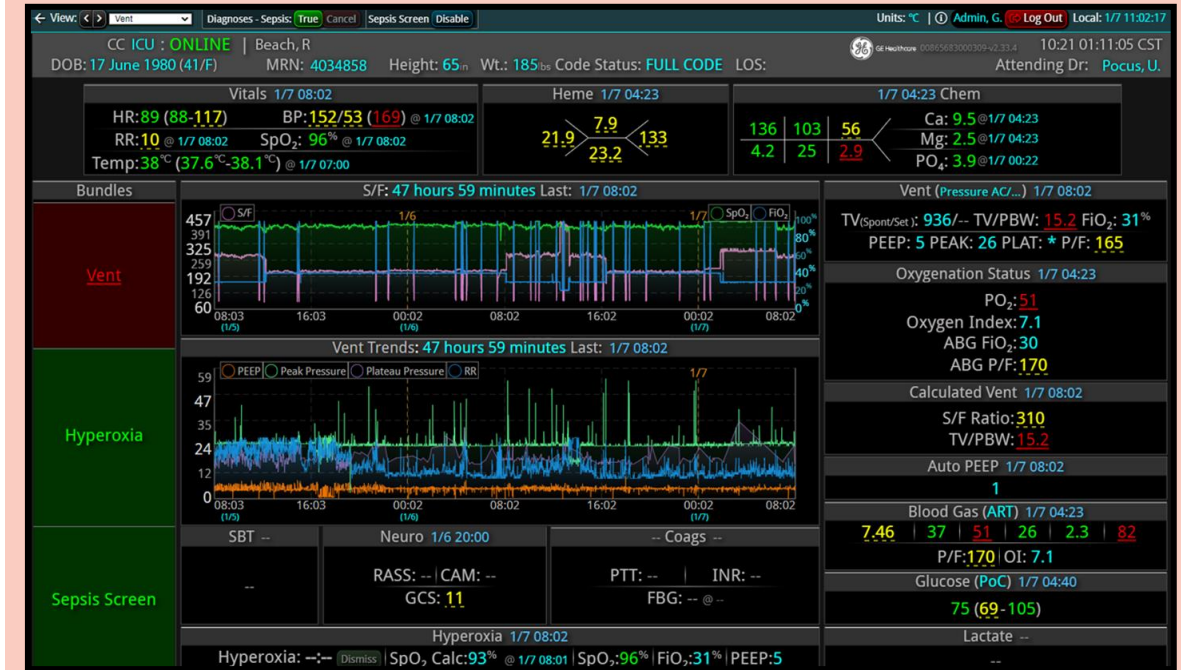 ← View: < > Vent Diagnoses - Sepsis: True Cancel Sepsis Screen Disable Units: °C | Admin, G. Log Out Local: 1/7 11:02:17
CC ICU : ONLINE | Beach, R GE Healthcare 00865683000309-v2.33.4 10:21 01:11:05 CST
DOB: 17 June 1980 (41/F) MRN: 4034858 Height: 65in Wt.: 185lbs Code Status: FULL CODE LOS: Attending Dr: Pocus, U.
Vitals 1/7 08:02
HR:89 (88-117) BP:152/53 (169) @ 1/7 08:02
RR:10 @ 1/7 08:02 SpO₂: 96% @ 1/7 08:02
Temp:38°C (37.6°C-38.1°C) @ 1/7 07:00
Heme 1/7 04:23
7.9
21.9 133
23.2
1/7 04:23 Chem
136 103 56
4.2 25 2.9
Ca: 9.5@1/7 04:23
Mg: 2.5@1/7 04:23
PO₄: 3.9@1/7 00:22
Bundles
Vent
Hyperoxia
Sepsis Screen
S/F: 47 hours 59 minutes Last: 1/7 08:02
S/F 1/6 1/7 SpO₂ FiO₂
457 100%
391 80%
325 60%
259 40%
192 20%
126 0%
60
08:03 16:03 00:02 08:02 16:02 00:02 08:02
(1/5) (1/6) (1/7)
Vent Trends: 47 hours 59 minutes Last: 1/7 08:02
PEEP Peak Pressure Plateau Pressure RR 1/7
59
47
35
24
12
0
08:03 16:03 00:02 08:02 16:02 00:02 08:02
(1/5) (1/6) (1/7)
SBT --
--
Neuro 1/6 20:00
RASS: -- | CAM: --
GCS: 11
-- Coags --
PTT: -- | INR: --
FBG: -- @ --
Hyperoxia 1/7 08:02
Hyperoxia: --:-- Dismiss | SpO₂ Calc:93% @ 1/7 08:01 | SpO₂:96% | FiO₂:31% | PEEP:5
Vent (Pressure AC/...) 1/7 08:02
TV(Spont/Set): 936/-- TV/PBW: 15.2 FiO₂: 31%
PEEP: 5 PEAK: 26 PLAT: * P/F: 165
Oxygenation Status 1/7 04:23
PO₂:51
Oxygen Index:7.1
ABG FiO₂:30
ABG P/F:170
Calculated Vent 1/7 08:02
S/F Ratio:310
TV/PBW:15.2
Auto PEEP 1/7 08:02
1
Blood Gas (ART) 1/7 04:23
7.46 | 37 | 51 | 26 | 2.3 | 82
P/F:170 | OI: 7.1
Glucose (PoC) 1/7 04:40
75 (69-105)
Lactate --
--